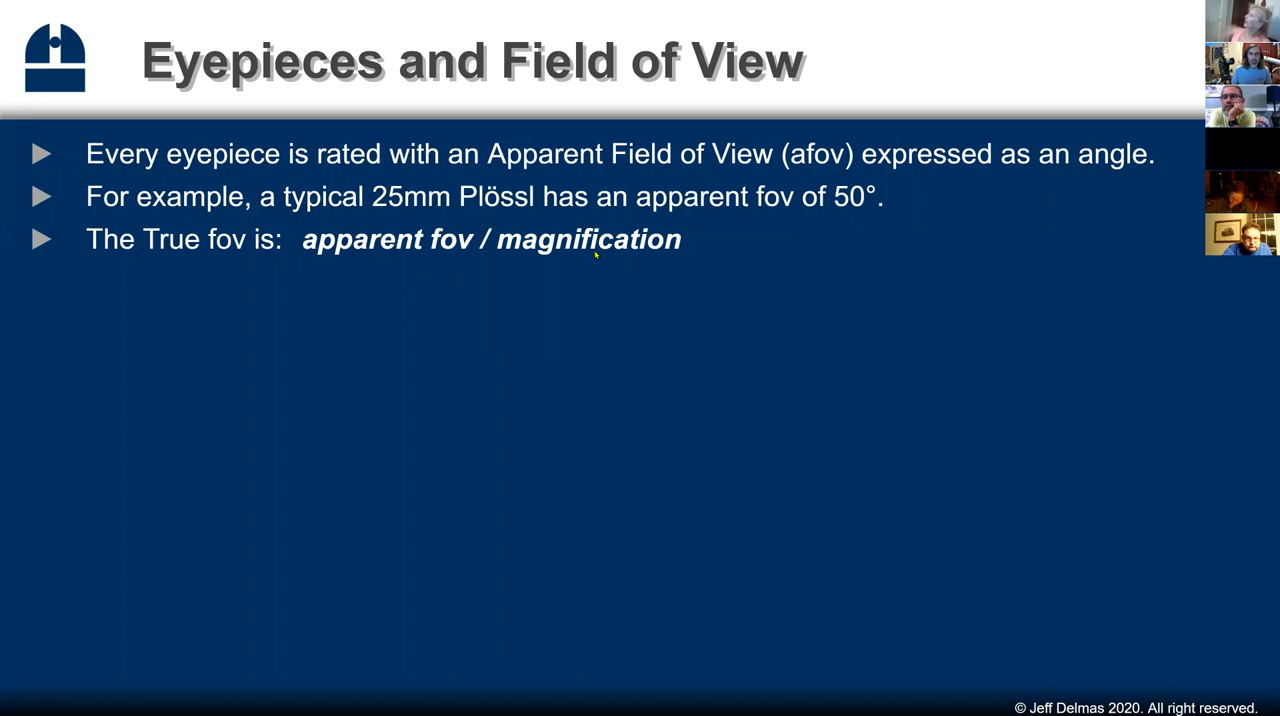 Eyepieces and Field of View
Every eyepiece is rated with an Apparent Field of View (afov) expressed as an angle.
For example, a typical 25mm Plössl has an apparent fov of 50°.
The True fov is: apparent fov / magnification
© Jeff Delmas 2020. All right reserved.